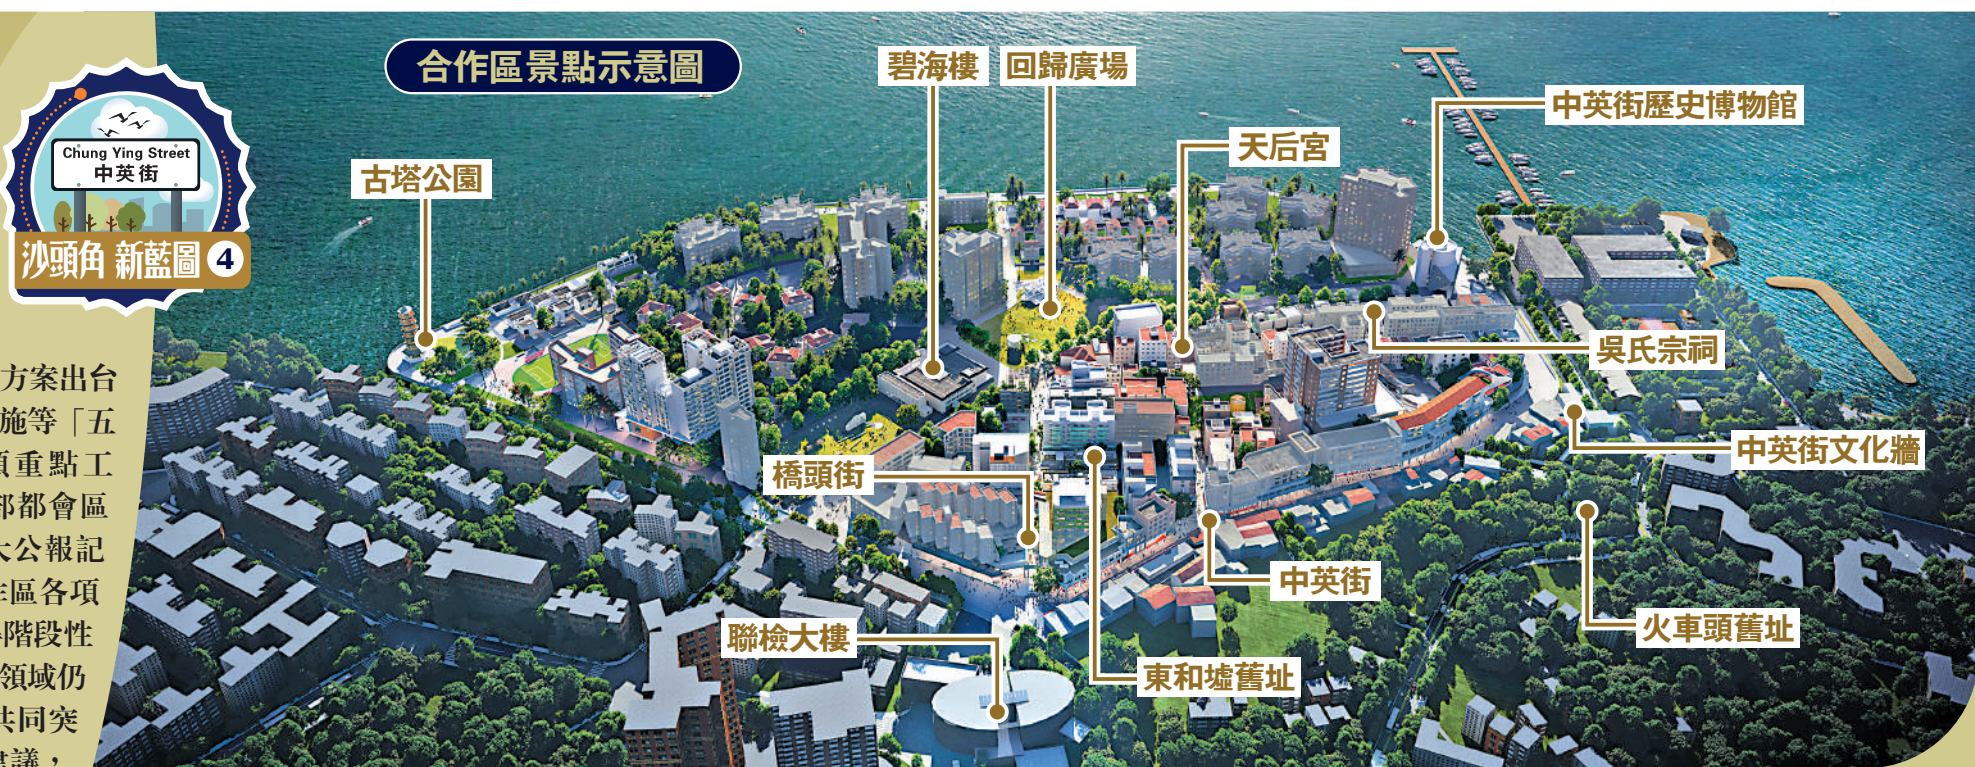 合作區景點示意圖
碧海樓
回歸廣場
中英街歷史博物館
天后宮
古塔公園
Chung Ying Street
中英街
沙頭角 新藍圖 4
吳氏宗祠
中英街文化牆
橋頭街
中英街
火車頭舊址
聯檢大樓
東和墟舊址
方案出台
施等「五
重點工
部都會區
大公報記
區各項
階段性
領域仍
共同突
議，